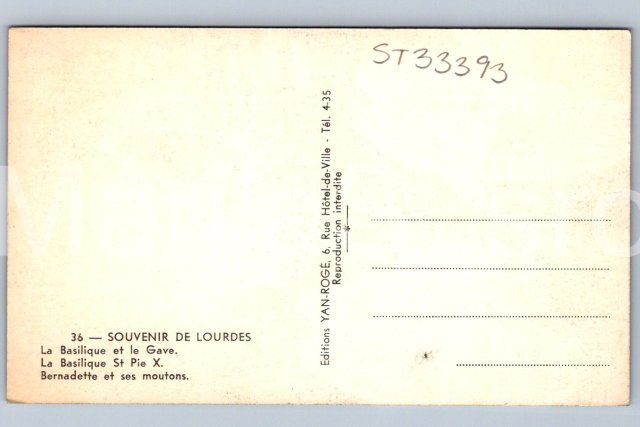 ST33393
36 — SOUVENIR DE LOURDES
La Basilique et le Gave.
La Basilique St Pie X.
Bernadette et ses moutons.
Editions YAN-ROGÉ, 6, Rue Hôtel-de-Ville - Tél. 4-35
Reproduction interdite